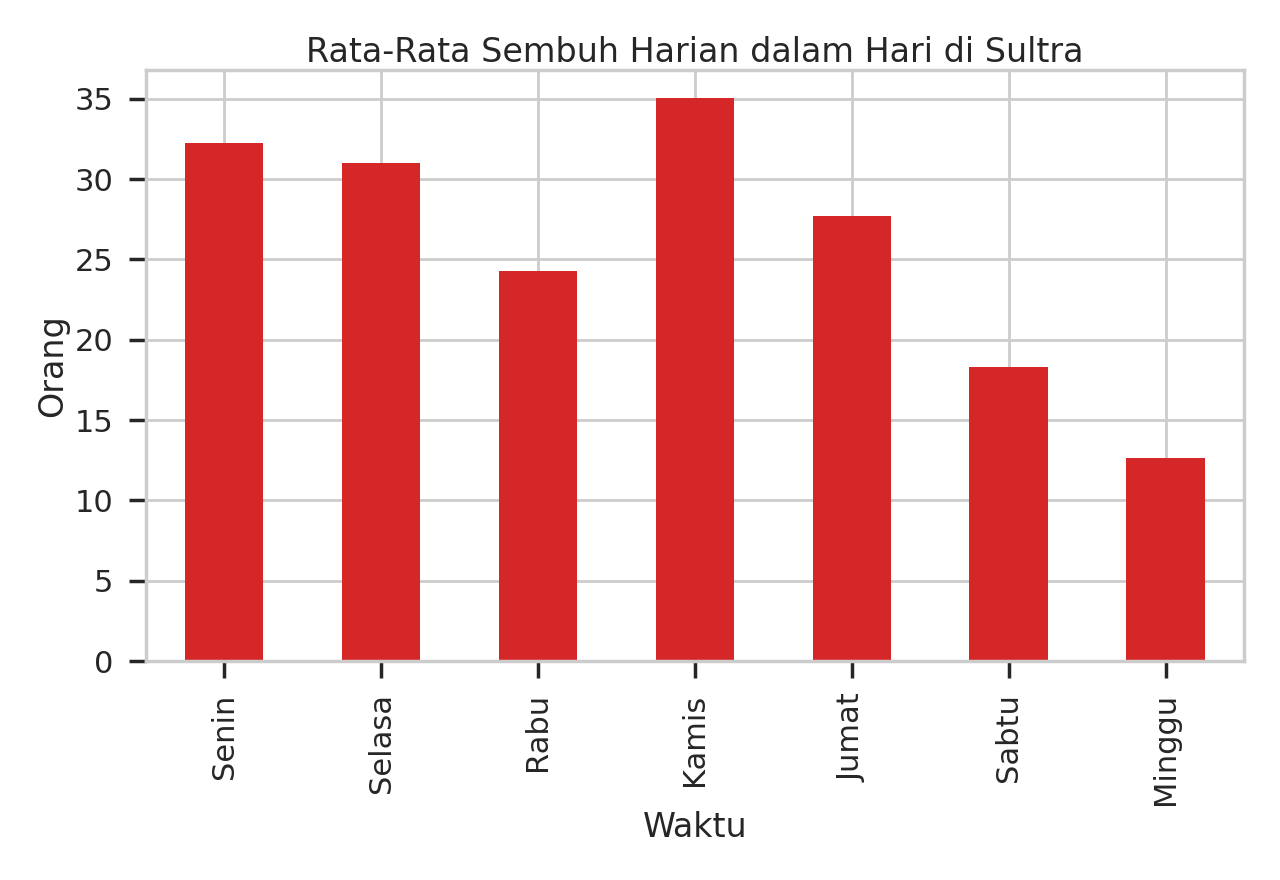 Rata-Rata Sembuh Harian dalam Hari di Sultra
35
30
25
20
15
10
5
0
Orang
Senin
Selasa
Rabu
Kamis
Jumat
Sabtu
Minggu
Waktu